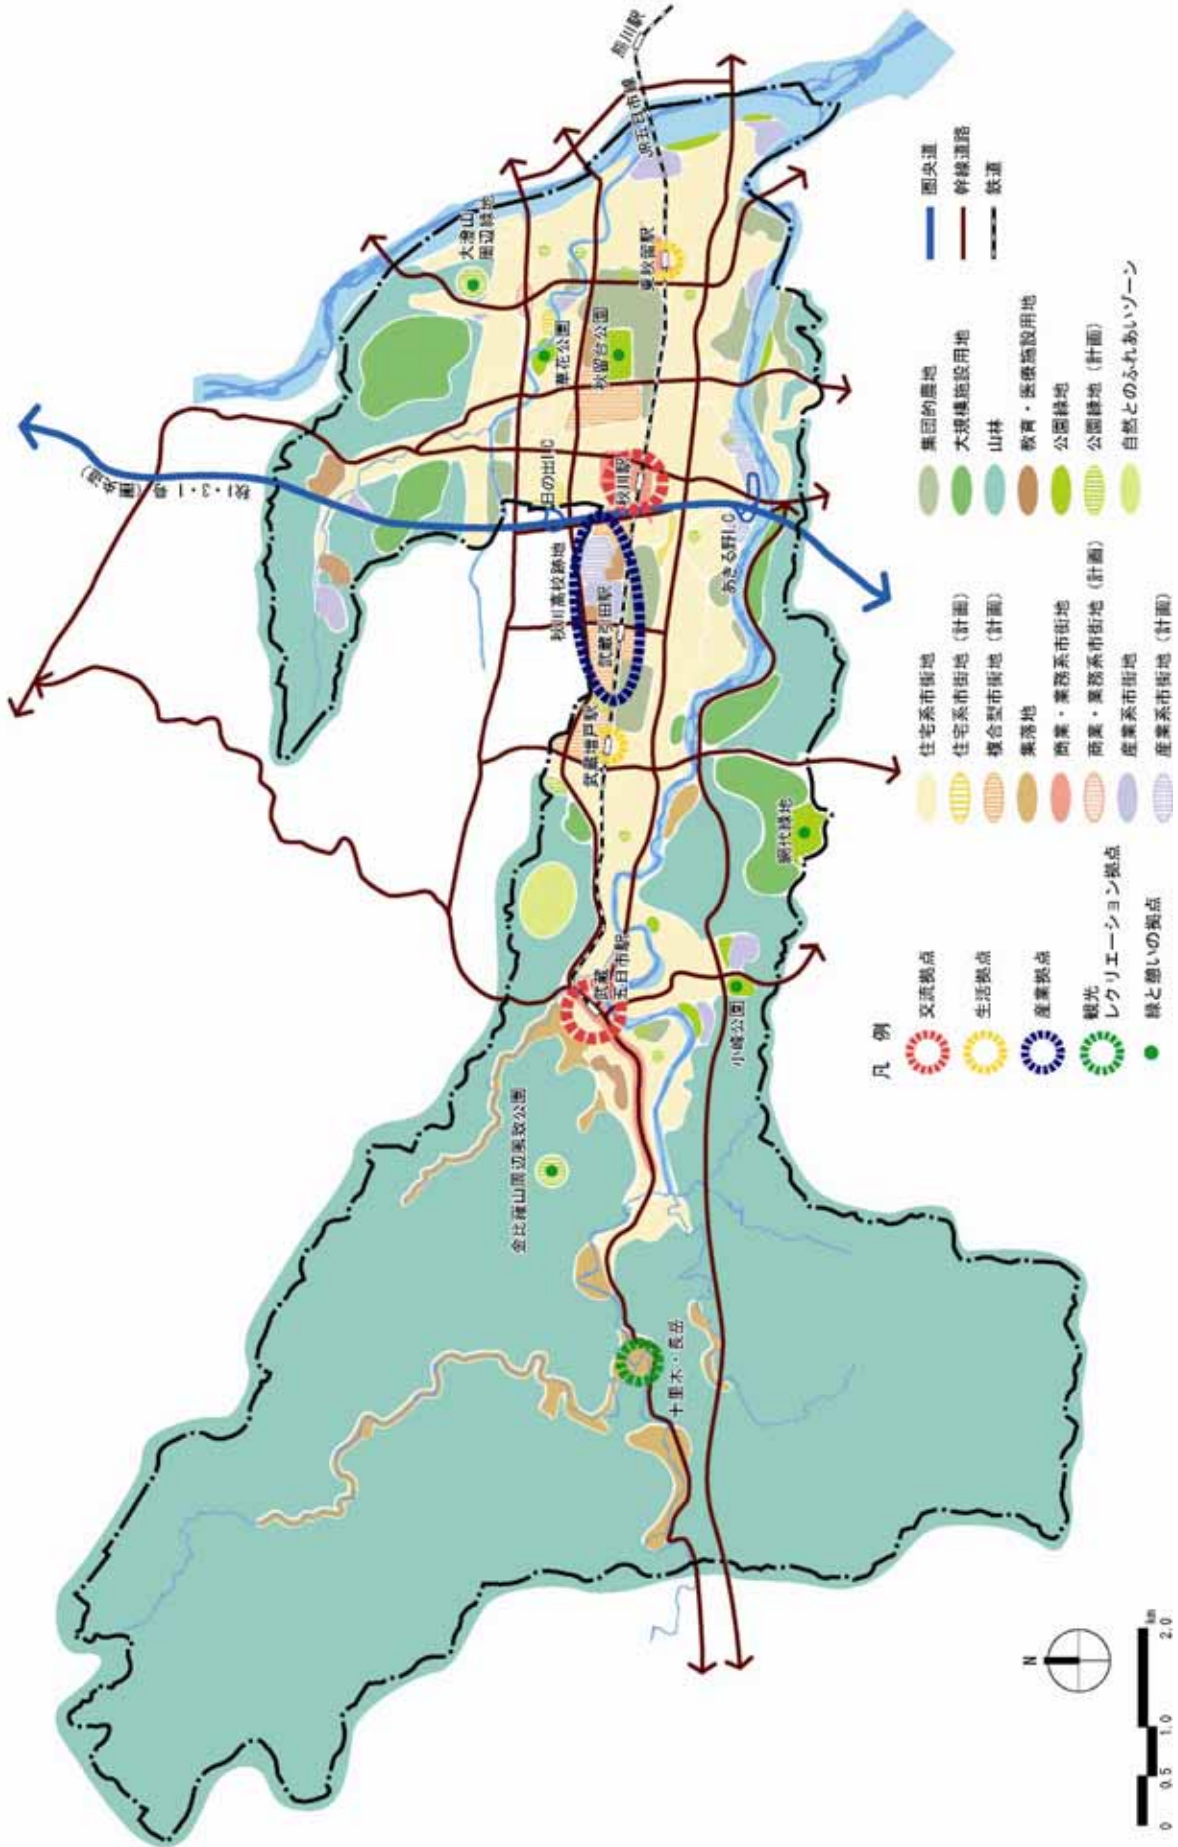 熊川駅
JR五日市線
大澄山
周辺緑地
東秋留駅
草花公園
秋留台公園
秋川駅
日の出I.C
あきる野I.C
秋川高校跡地
武蔵引田駅
武蔵増戸駅
網代緑地
武蔵
五日市駅
小峰公園
金比羅山周辺風致公園
十里木・長岳
凡 例
交流拠点
生活拠点
産業拠点
観光
レクリエーション拠点
緑と憩いの拠点
住宅系市街地
住宅系市街地（計画）
複合型市街地（計画）
集落地
商業・業務系市街地
商業・業務系市街地（計画）
産業系市街地
産業系市街地（計画）
集団的農地
大規模施設用地
山林
教育・医療施設用地
公園緑地
公園緑地（計画）
自然とのふれあいゾーン
圏央道
幹線道路
鉄道
N
0 0.5 1.0 2.0 km